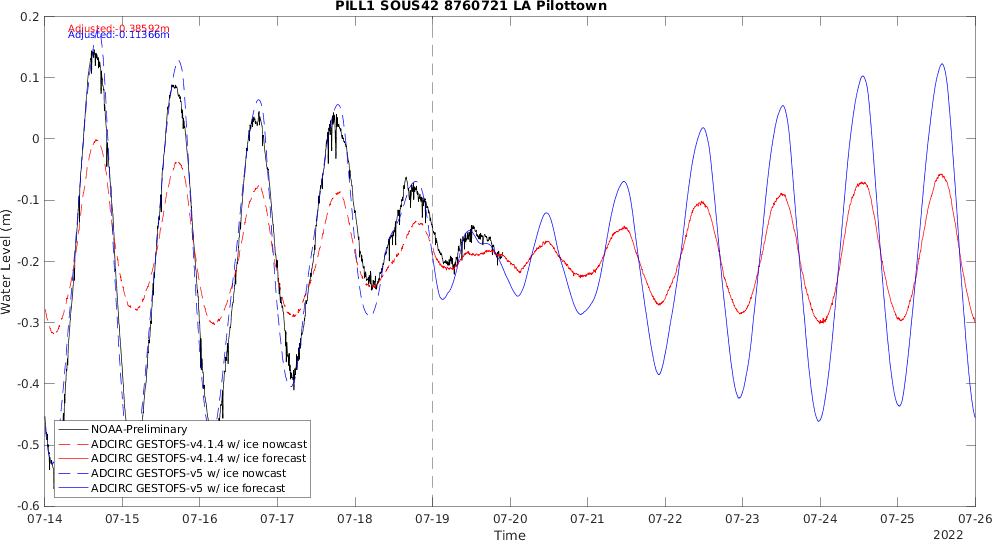 PILL1 SOUS42 8760721 LA Pilottown
Adjusted:-0.38592m
Adjusted:-0.11366m
0.2
0.1
0
-0.1
-0.2
-0.3
-0.4
-0.5
-0.6
Water Level (m)
NOAA-Preliminary
ADCIRC GESTOFS-v4.1.4 w/ ice nowcast
ADCIRC GESTOFS-v4.1.4 w/ ice forecast
ADCIRC GESTOFS-v5 w/ ice nowcast
ADCIRC GESTOFS-v5 w/ ice forecast
07-14 07-15 07-16 07-17 07-18 07-19 07-20 07-21 07-22 07-23 07-24 07-25 07-26
Time
2022